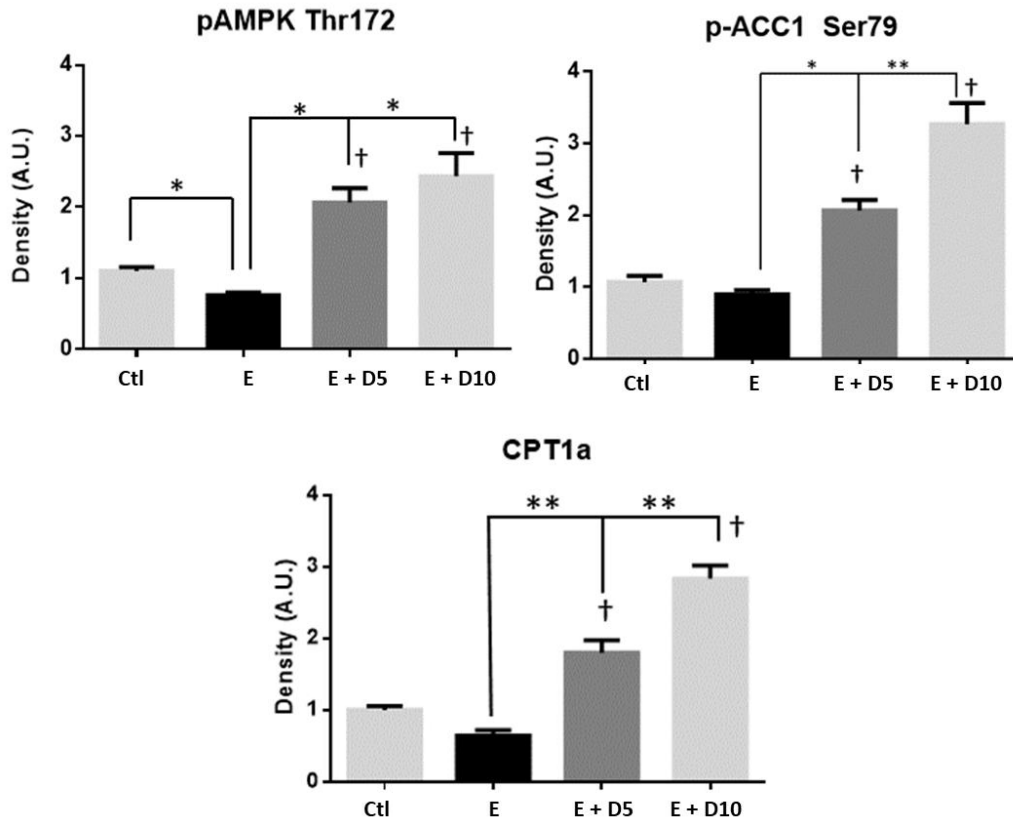 pAMPK Thr172
Density (A.U.)
4
3
2
1
0
*
*
*
†
†
Ctl
E
E + D5
E + D10
p-ACC1 Ser79
Density (A.U.)
4
3
2
1
0
*
**
†
†
Ctl
E
E + D5
E + D10
CPT1a
Density (A.U.)
4
3
2
1
0
**
**
†
†
Ctl
E
E + D5
E + D10